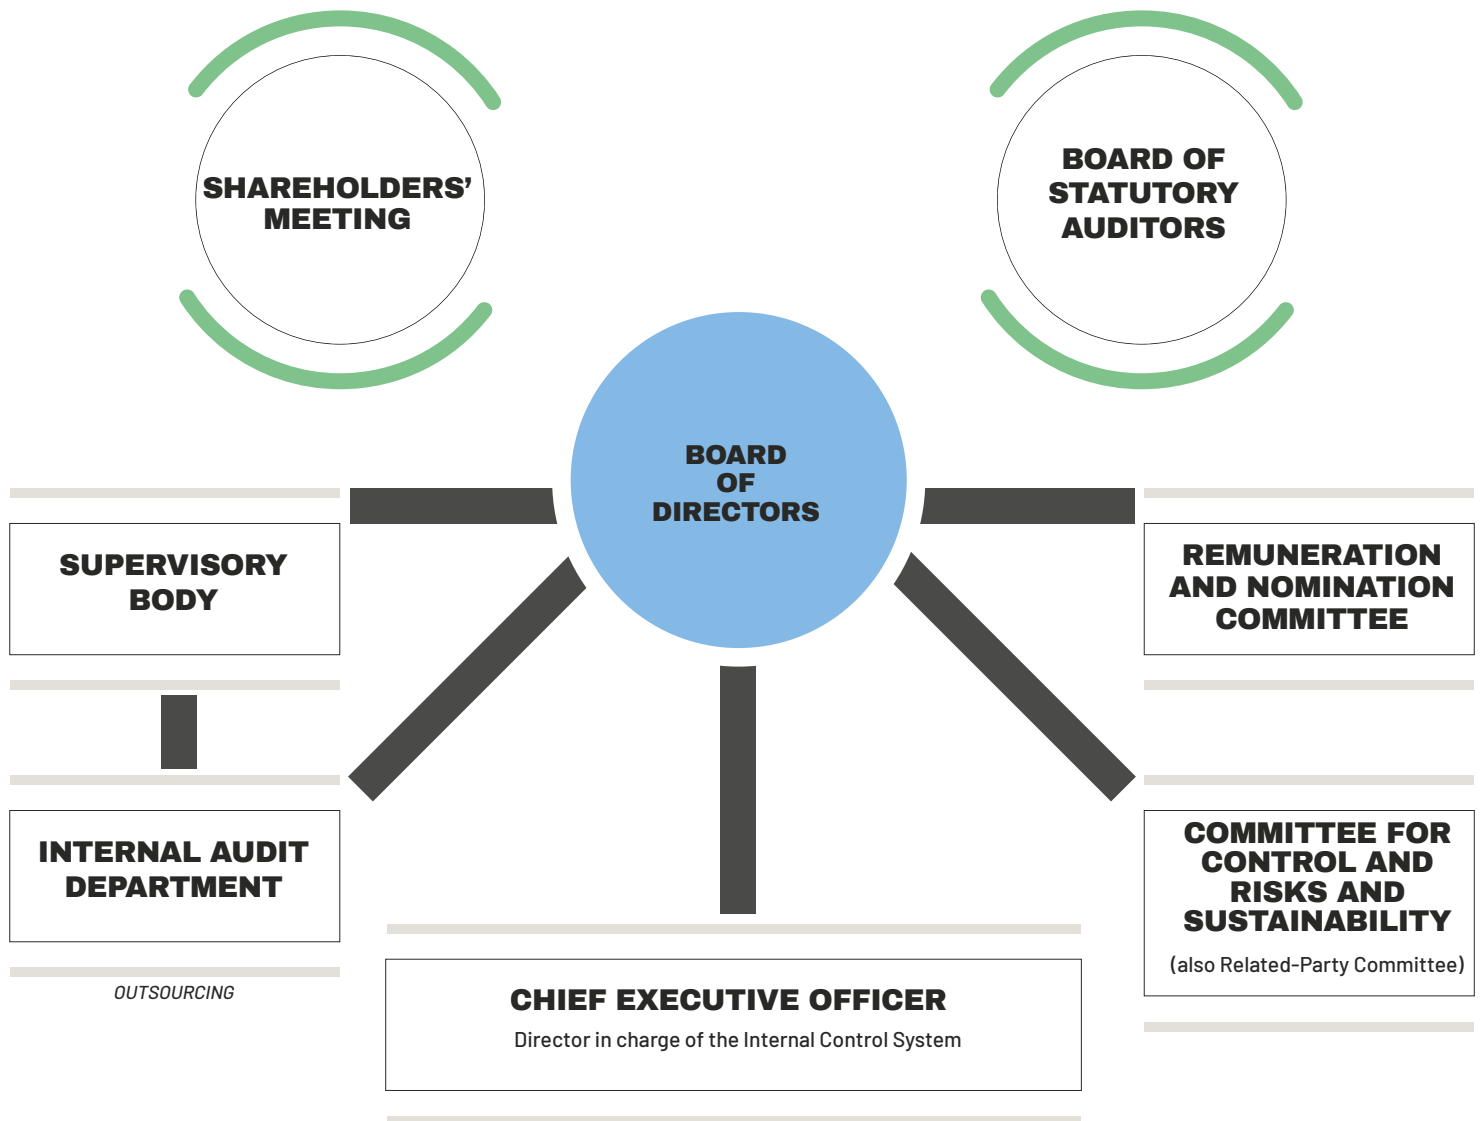 SHAREHOLDERS’
MEETING
BOARD OF
STATUTORY
AUDITORS
BOARD
OF
DIRECTORS
SUPERVISORY
BODY
REMUNERATION
AND NOMINATION
COMMITTEE
INTERNAL AUDIT
DEPARTMENT
OUTSOURCING
COMMITTEE FOR
CONTROL AND
RISKS AND
SUSTAINABILITY
(also Related-Party Committee)
CHIEF EXECUTIVE OFFICER
Director in charge of the Internal Control System